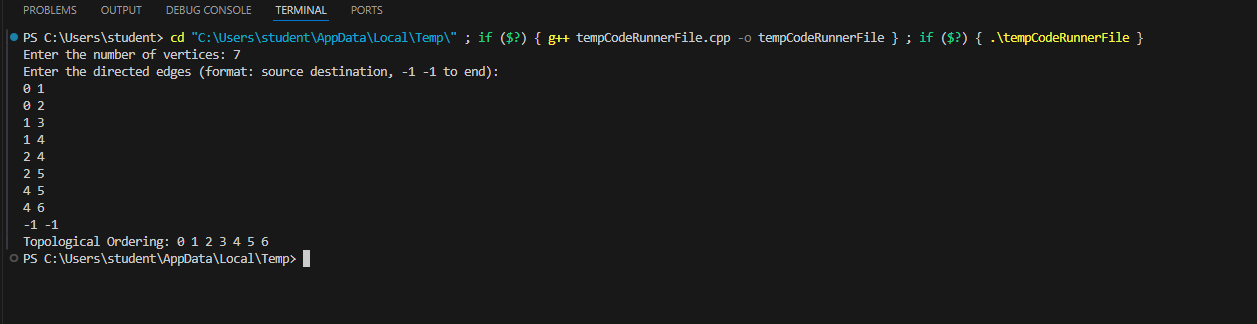 PROBLEMS OUTPUT DEBUG CONSOLE TERMINAL PORTS
PS C:\Users\student> cd "C:\Users\student\AppData\Local\Temp\" ; if ($?) { g++ tempCodeRunnerFile.cpp -o tempCodeRunnerFile } ; if ($?) { .\tempCodeRunnerFile }
Enter the number of vertices: 7
Enter the directed edges (format: source destination, -1 -1 to end):
0 1
0 2
1 3
1 4
2 4
2 5
4 5
4 6
-1 -1
Topological Ordering: 0 1 2 3 4 5 6
PS C:\Users\student\AppData\Local\Temp>